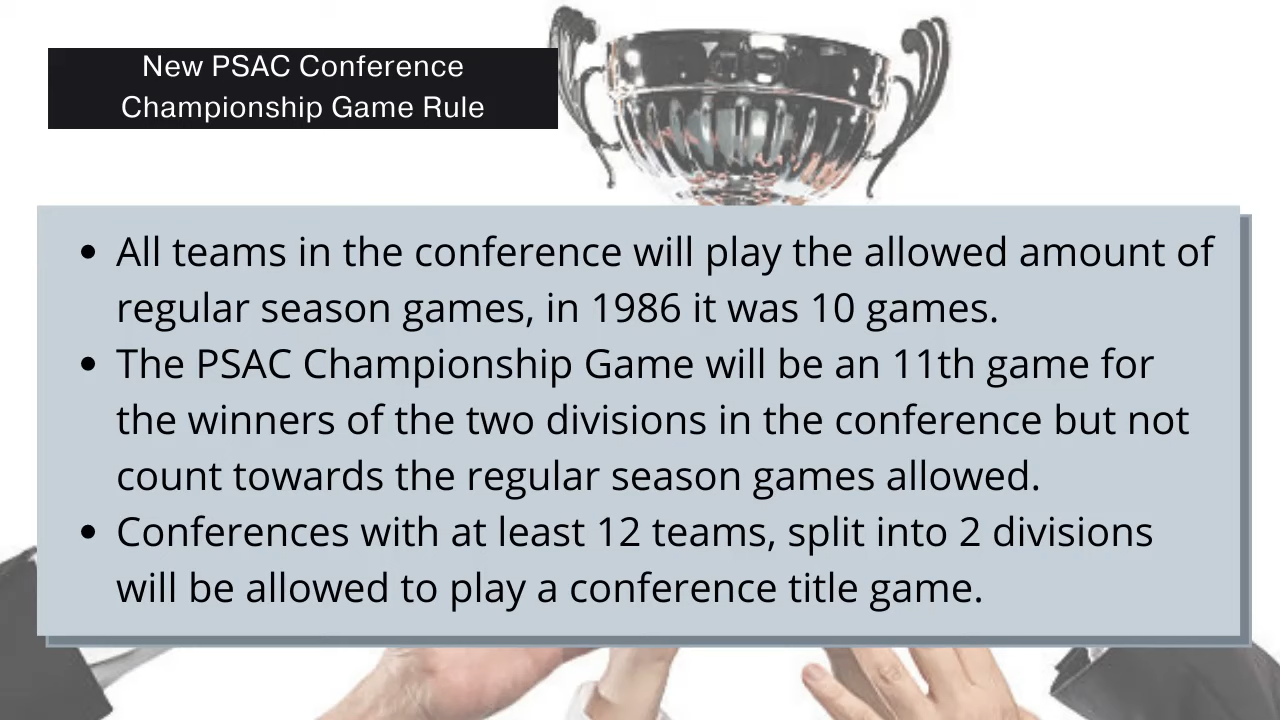 New PSAC Conference
Championship Game Rule
• All teams in the conference will play the allowed amount of
regular season games, in 1986 it was 10 games.
• The PSAC Championship Game will be an 11th game for
the winners of the two divisions in the conference but not
count towards the regular season games allowed.
• Conferences with at least 12 teams, split into 2 divisions
will be allowed to play a conference title game.